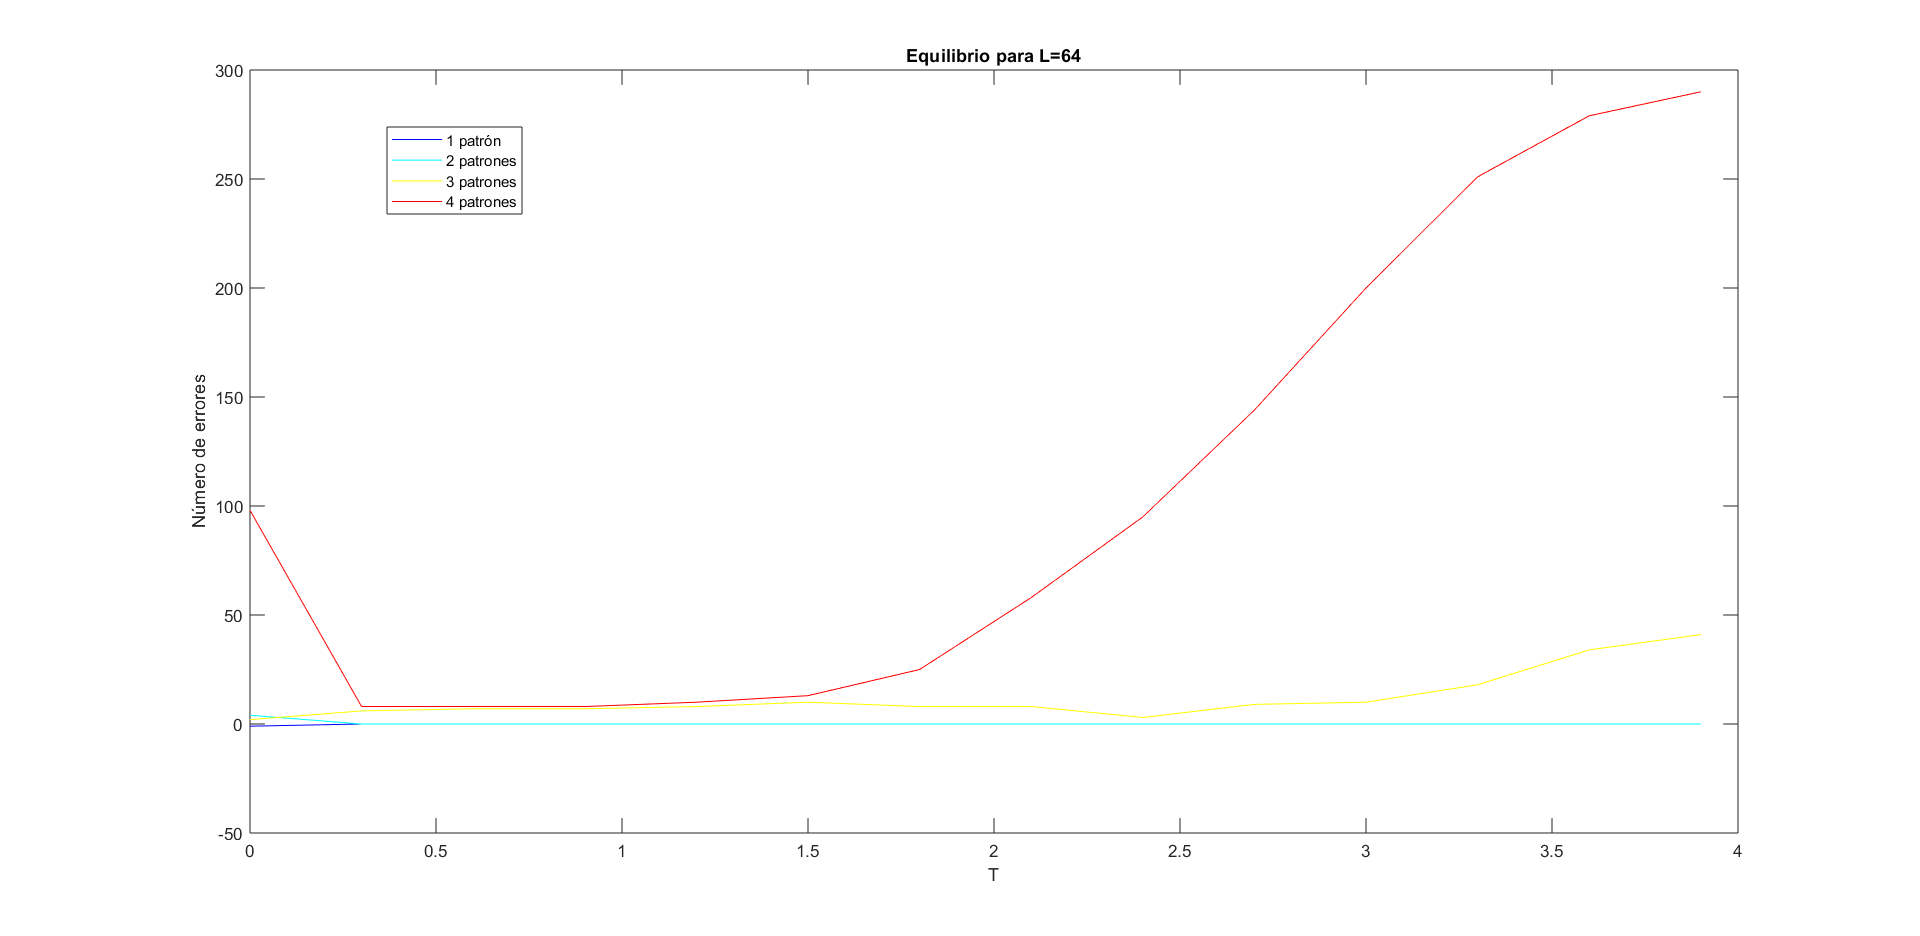 Equilibrio para L=64
300
250
200
150
100
50
0
-50
Número de errores
1 patrón
2 patrones
3 patrones
4 patrones
0 0.5 1 1.5 2 2.5 3 3.5 4
T